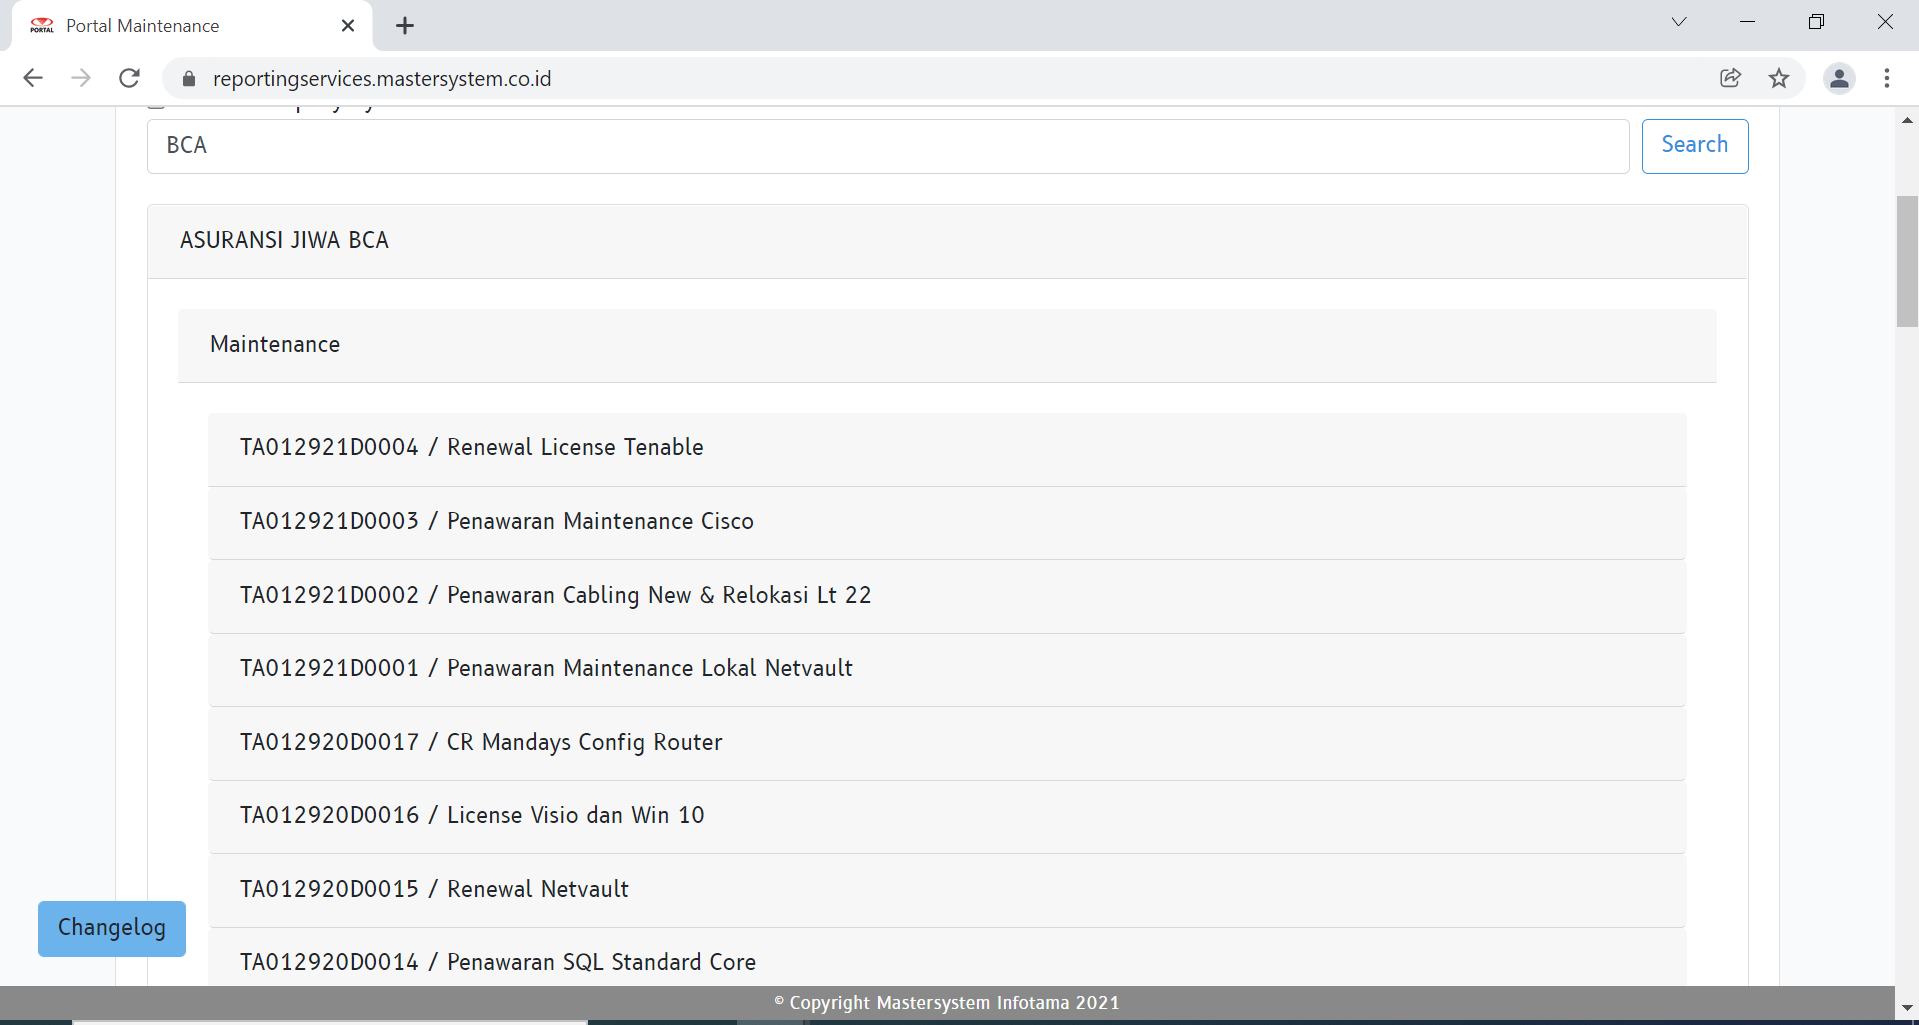 PORTAL Portal Maintenance
reportingservices.mastersystem.co.id
BCA
Search
ASURANSI JIWA BCA
Maintenance
TA012921D0004 / Renewal License Tenable
TA012921D0003 / Penawaran Maintenance Cisco
TA012921D0002 / Penawaran Cabling New & Relokasi Lt 22
TA012921D0001 / Penawaran Maintenance Lokal Netvault
TA012920D0017 / CR Mandays Config Router
TA012920D0016 / License Visio dan Win 10
TA012920D0015 / Renewal Netvault
Changelog
TA012920D0014 / Penawaran SQL Standard Core
© Copyright Mastersystem Infotama 2021